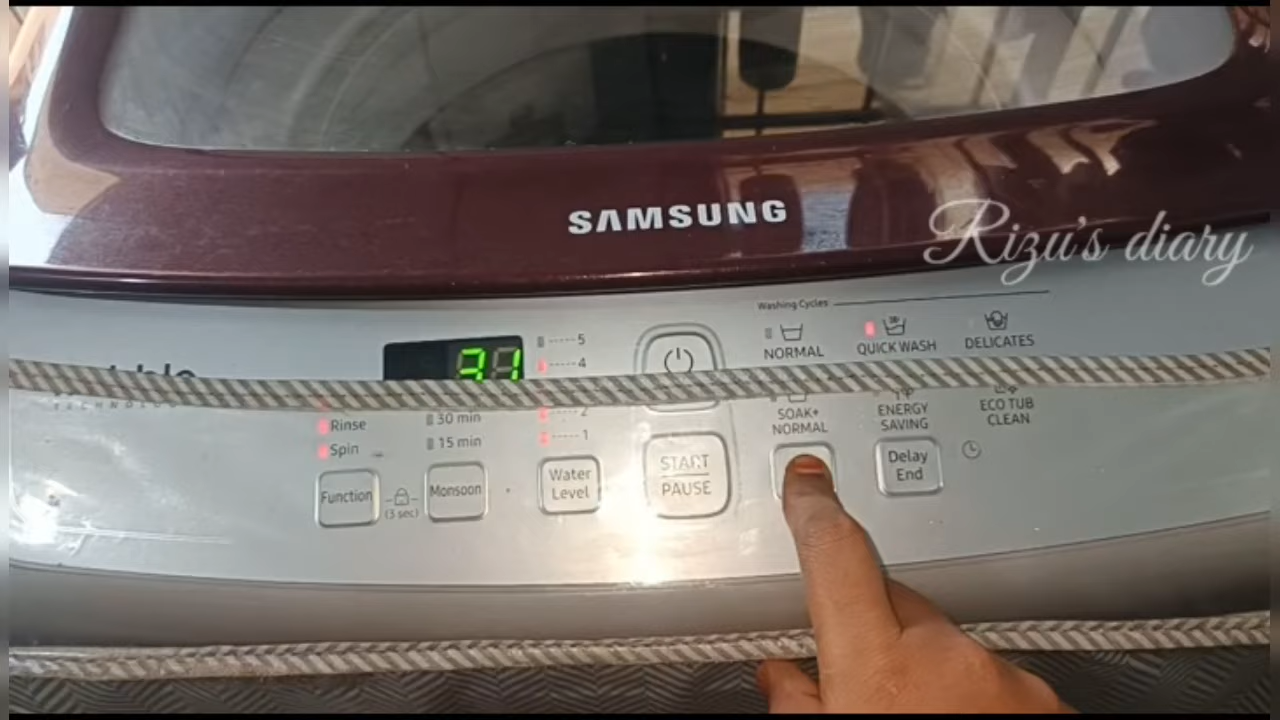 SAMSUNG
Rizu's diary
Washing Cycles
NORMAL
QUICK WASH
DELICATES
31
5
4
2
1
Rinse
Spin
30 min
15 min
SOAK+
NORMAL
ENERGY
SAVING
ECO TUB
CLEAN
Function
(3 sec)
Monsoon
Water
Level
START
PAUSE
Delay
End